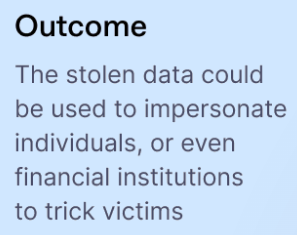 Outcome
The stolen data could
be used to impersonate
individuals, or even
financial institutions
to trick victims